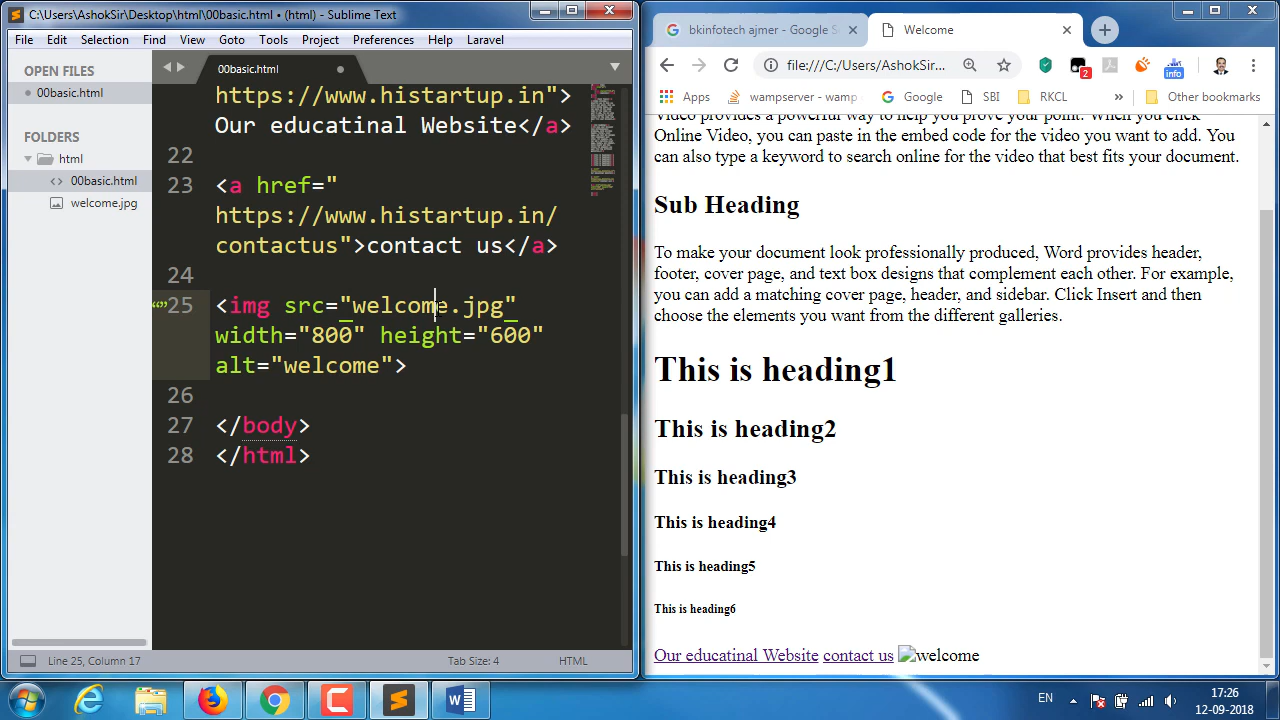 C:\Users\AshokSir\Desktop\html\00basic.html • (html) - Sublime Text
File Edit Selection Find View Goto Tools Project Preferences Help Laravel
OPEN FILES
00basic.html
FOLDERS
html
00basic.html
welcome.jpg
00basic.html
https://www.histartup.in">
Our educatinal Website</a>
22
23 <a href="
https://www.histartup.in/
contactus">contact us</a>
24
25 <img src="welcome.jpg"
width="800" height="600"
alt="welcome">
26
27 </body>
28 </html>
Line 25, Column 17 Tab Size: 4 HTML
bkinfotech ajmer - Google S
Welcome
file:///C:/Users/AshokSir...
2
info
Apps wampserver - wamp Google SBI RKCL » Other bookmarks
Video provides a powerful way to help you prove your point. When you click
Online Video, you can paste in the embed code for the video you want to add. You
can also type a keyword to search online for the video that best fits your document.
Sub Heading
To make your document look professionally produced, Word provides header,
footer, cover page, and text box designs that complement each other. For example,
you can add a matching cover page, header, and sidebar. Click Insert and then
choose the elements you want from the different galleries.
This is heading1
This is heading2
This is heading3
This is heading4
This is heading5
This is heading6
Our educatinal Website contact us welcome
EN
17:26
12-09-2018